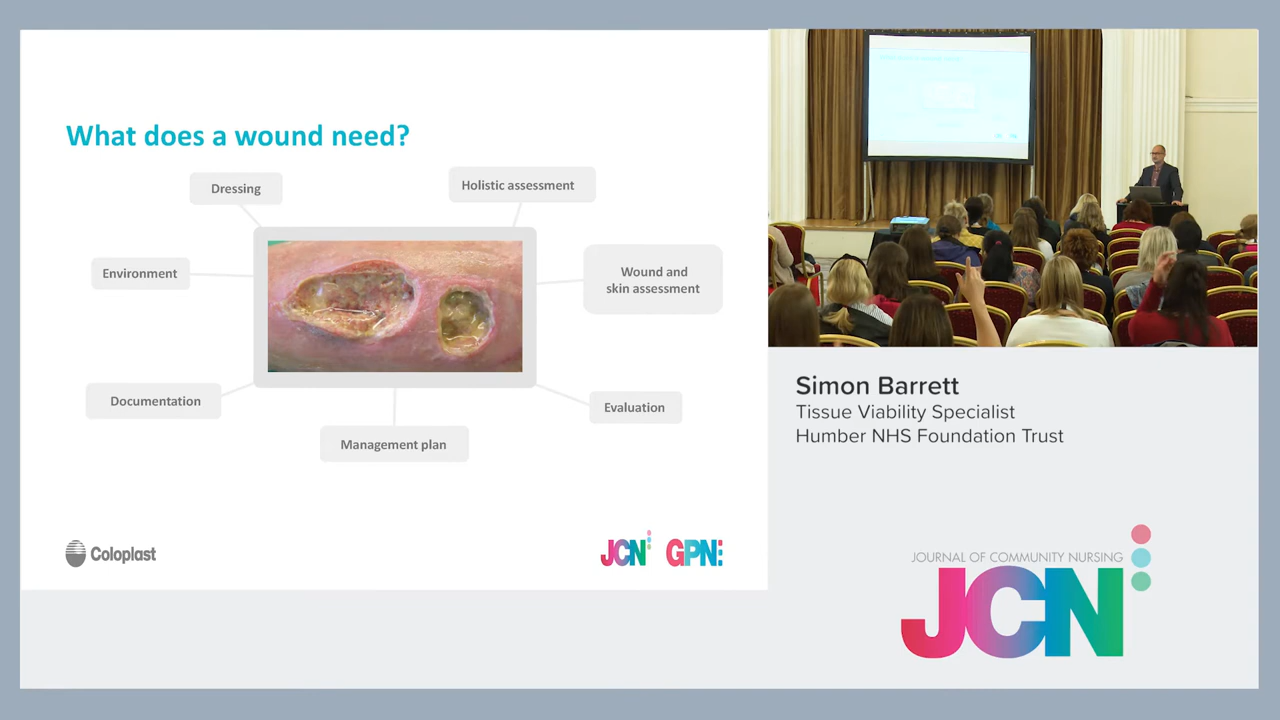 What does a wound need?
Dressing
Holistic assessment
Environment
Wound and
skin assessment
Documentation
Evaluation
Management plan
Coloplast
JCN
GPN
Simon Barrett
Tissue Viability Specialist
Humber NHS Foundation Trust
JOURNAL OF COMMUNITY NURSING
JCN